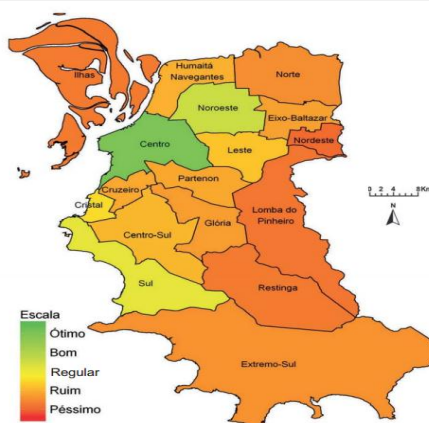 Ilhas
Humaitá
Navegantes
Norte
Noroeste
Eixo-Baltazar
Centro
Leste
Nordeste
Partenon
Cruzeiro
Cristal
Lomba do
Pinheiro
Glória
Centro-Sul
Sul
Restinga
Extremo-Sul
0 2 4 8Km
N
Escala
Ótimo
Bom
Regular
Ruim
Péssimo